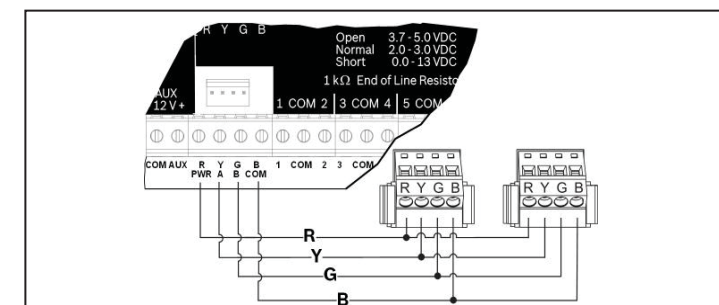 R Y G B
Open 3.7 - 5.0 VDC
Normal 2.0 - 3.0 VDC
Short 0.0 - 13 VDC
1 kΩ End of Line
AUX
12 V +
1 COM 2 3 COM 4 5 COM
COM AUX R Y G B 1 COM 2 3 COM
PWR A B COM
R Y G B R Y G B
R
Y
G
B